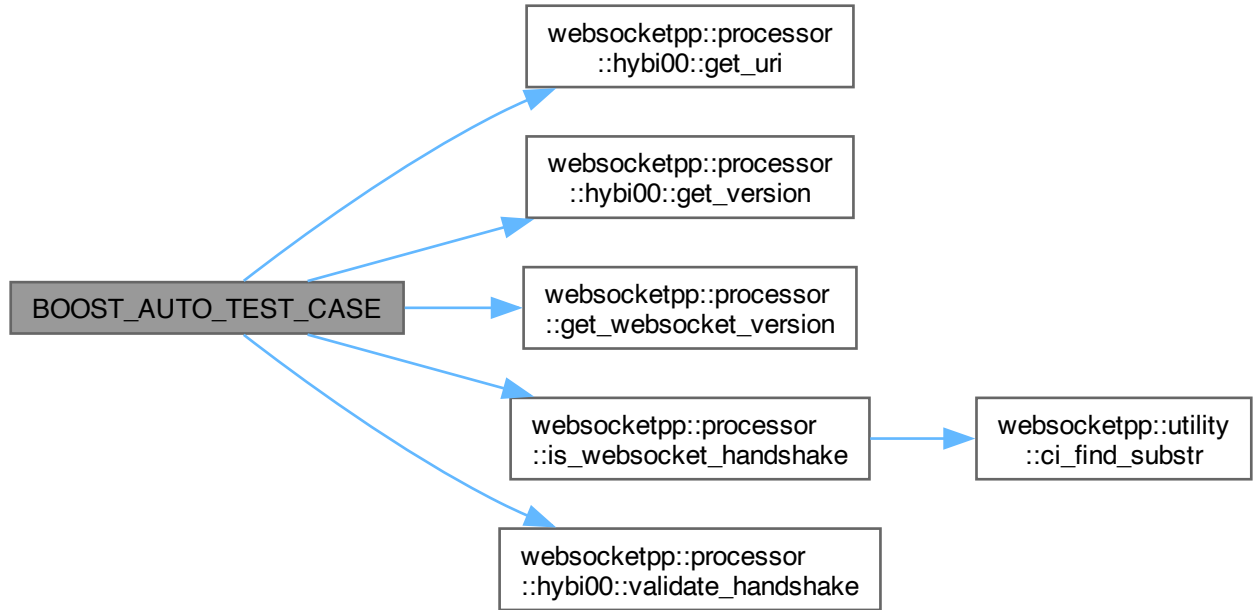 websocketpp::processor
::hybi00::get_uri
websocketpp::processor
::hybi00::get_version
BOOST_AUTO_TEST_CASE
websocketpp::processor
::get_websocket_version
websocketpp::processor
::is_websocket_handshake
websocketpp::utility
::ci_find_substr
websocketpp::processor
::hybi00::validate_handshake